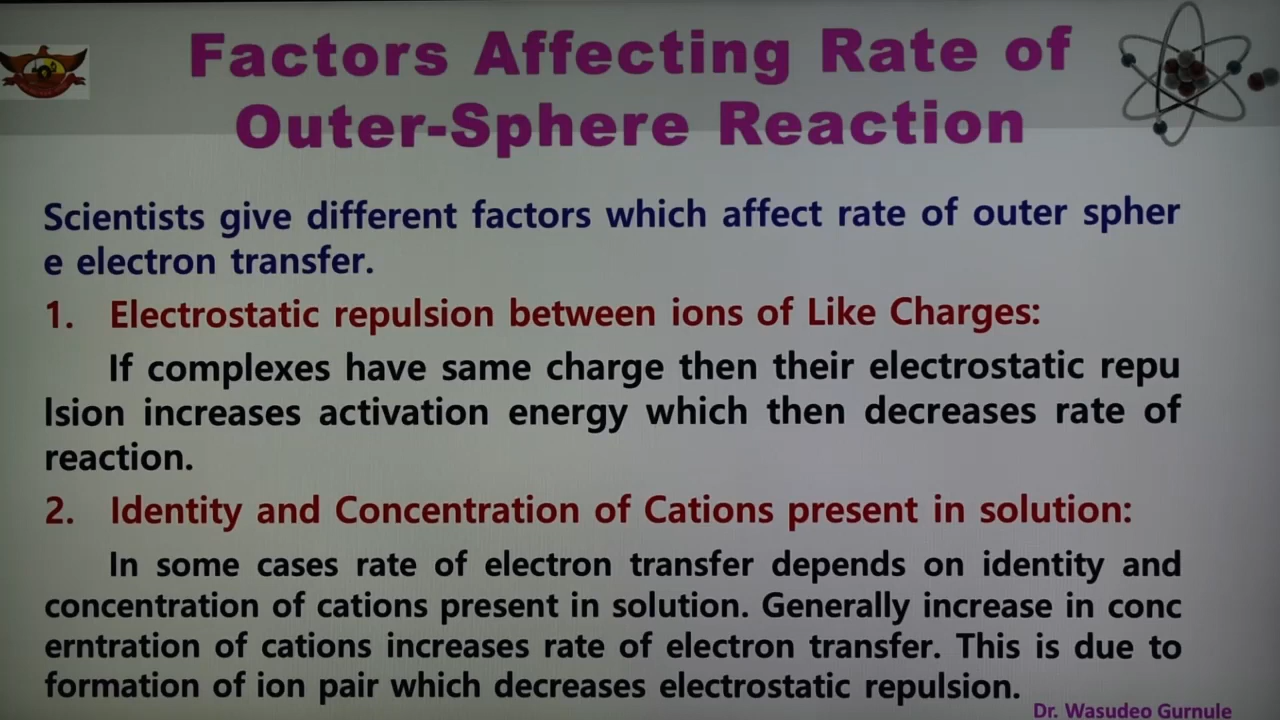 Factors Affecting Rate of
Outer-Sphere Reaction
Scientists give different factors which affect rate of outer spher
e electron transfer.
1. Electrostatic repulsion between ions of Like Charges:
If complexes have same charge then their electrostatic repu
lsion increases activation energy which then decreases rate of
reaction.
2. Identity and Concentration of Cations present in solution:
In some cases rate of electron transfer depends on identity and
concentration of cations present in solution. Generally increase in conc
erntration of cations increases rate of electron transfer. This is due to
formation of ion pair which decreases electrostatic repulsion.
Dr. Wasudeo Gurnule